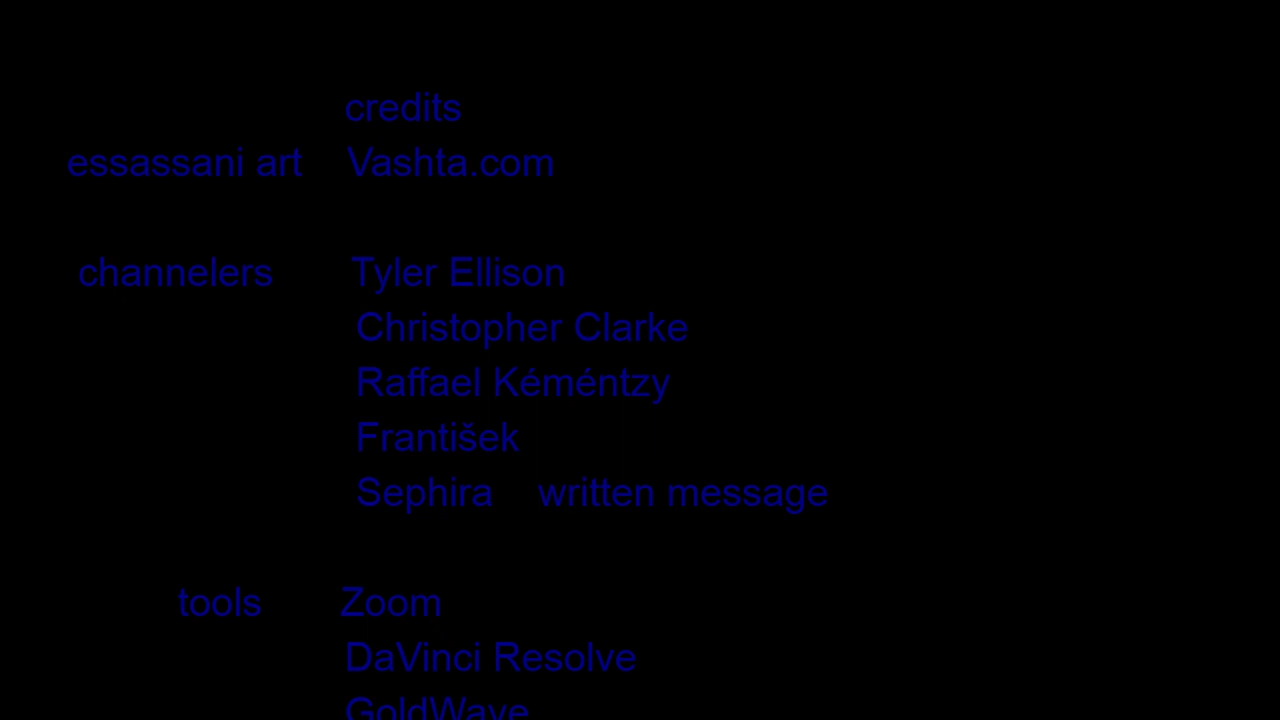 credits
essassani art Vashta.com
channelers Tyler Ellison
Christopher Clarke
Raffael Kéméntzy
František
Sephira written message
tools Zoom
DaVinci Resolve
GoldWave